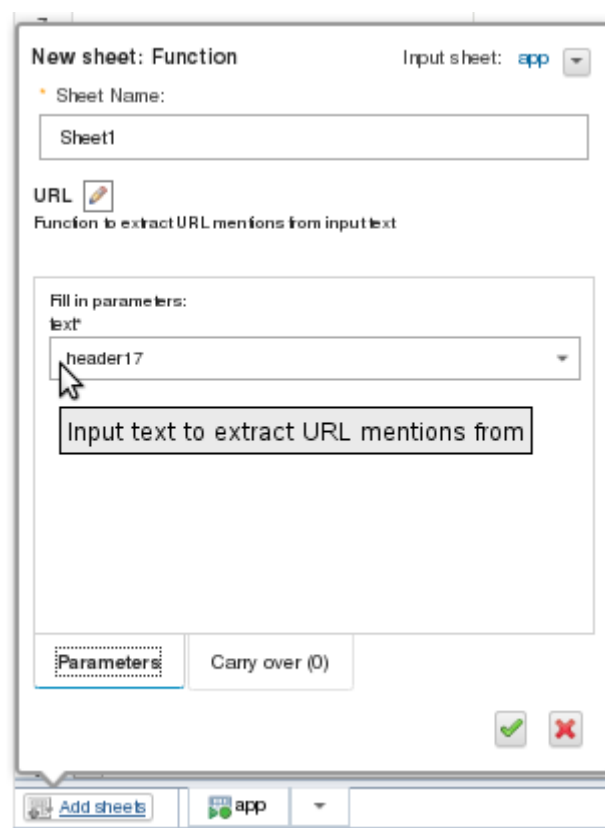 New sheet: Function Input sheet: app
* Sheet Name:
Sheet1
URL
Function to extract URL mentions from input text
Fill in parameters:
text*
header17
Input text to extract URL mentions from
Parameters Carry over (0)
Add sheets app